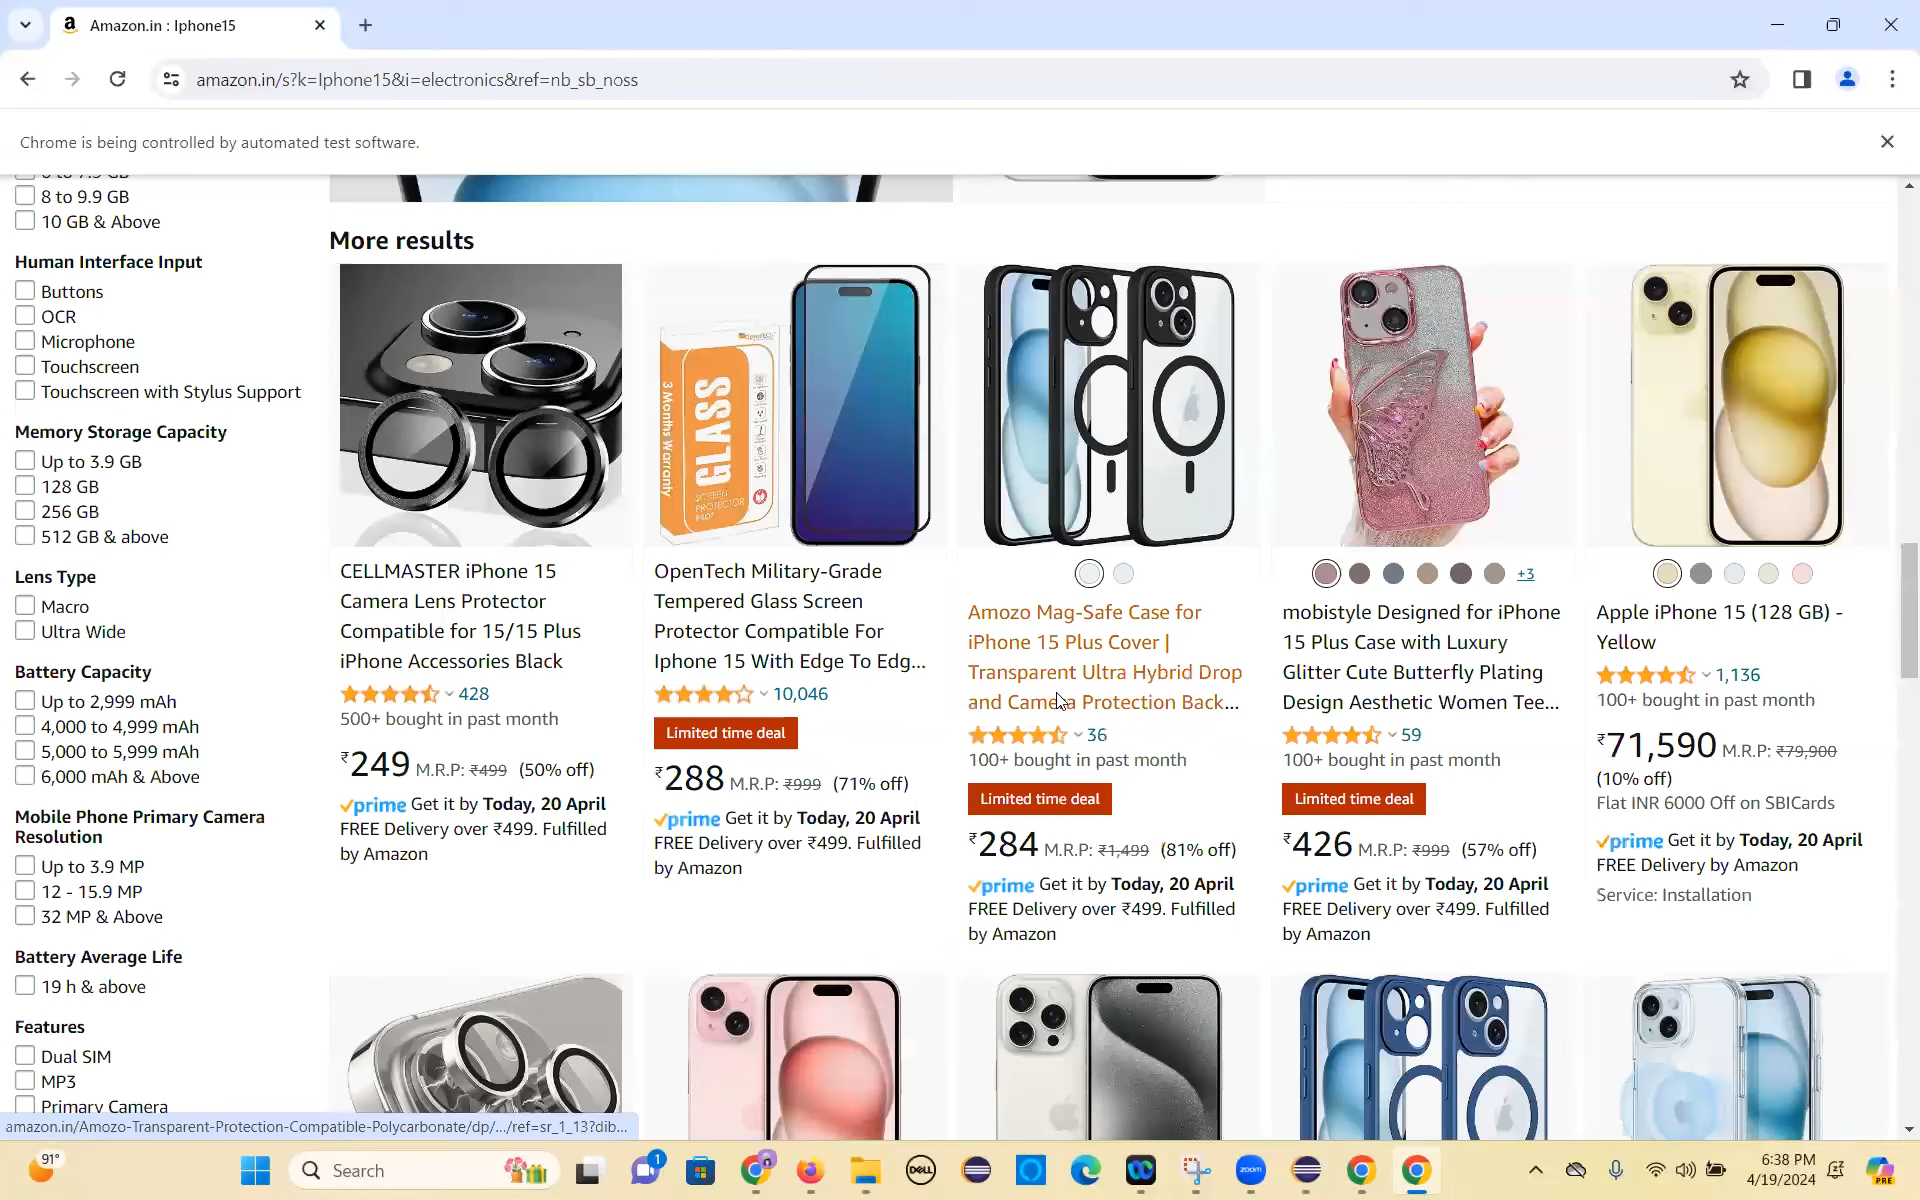 Amazon.in : Iphone15
amazon.in/s?k=Iphone15&i=electronics&ref=nb_sb_noss
Chrome is being controlled by automated test software.
8 to 9.9 GB
10 GB & Above
Human Interface Input
Buttons
OCR
Microphone
Touchscreen
Touchscreen with Stylus Support
Memory Storage Capacity
Up to 3.9 GB
128 GB
256 GB
512 GB & above
Lens Type
Macro
Ultra Wide
Battery Capacity
Up to 2,999 mAh
4,000 to 4,999 mAh
5,000 to 5,999 mAh
6,000 mAh & Above
Mobile Phone Primary Camera
Resolution
Up to 3.9 MP
12 - 15.9 MP
32 MP & Above
Battery Average Life
19 h & above
Features
Dual SIM
MP3
Primary Camera
More results
CELLMASTER iPhone 15
Camera Lens Protector
Compatible for 15/15 Plus
iPhone Accessories Black
428
500+ bought in past month
₹249 M.R.P: ₹499 (50% off)
prime Get it by Today, 20 April
FREE Delivery over ₹499. Fulfilled
by Amazon
3 Months Warranty
GLASS
SCREEN
PROTECTOR
PRO+
OpenTech Military-Grade
Tempered Glass Screen
Protector Compatible For
Iphone 15 With Edge To Edg...
10,046
Limited time deal
₹288 M.R.P: ₹999 (71% off)
prime Get it by Today, 20 April
FREE Delivery over ₹499. Fulfilled
by Amazon
Amozo Mag-Safe Case for
iPhone 15 Plus Cover |
Transparent Ultra Hybrid Drop
and Camera Protection Back...
36
100+ bought in past month
Limited time deal
₹284 M.R.P: ₹1,499 (81% off)
prime Get it by Today, 20 April
FREE Delivery over ₹499. Fulfilled
by Amazon
+3
mobistyle Designed for iPhone
15 Plus Case with Luxury
Glitter Cute Butterfly Plating
Design Aesthetic Women Tee...
59
100+ bought in past month
Limited time deal
₹426 M.R.P: ₹999 (57% off)
prime Get it by Today, 20 April
FREE Delivery over ₹499. Fulfilled
by Amazon
Apple iPhone 15 (128 GB) -
Yellow
1,136
100+ bought in past month
₹71,590 M.R.P: ₹79,900
(10% off)
Flat INR 6000 Off on SBICards
prime Get it by Today, 20 April
FREE Delivery by Amazon
Service: Installation
amazon.in/Amozo-Transparent-Protection-Compatible-Polycarbonate/dp/.../ref=sr_1_13?dib...
91°
Search
1
DELL
zoom
6:38 PM
4/19/2024
PRE